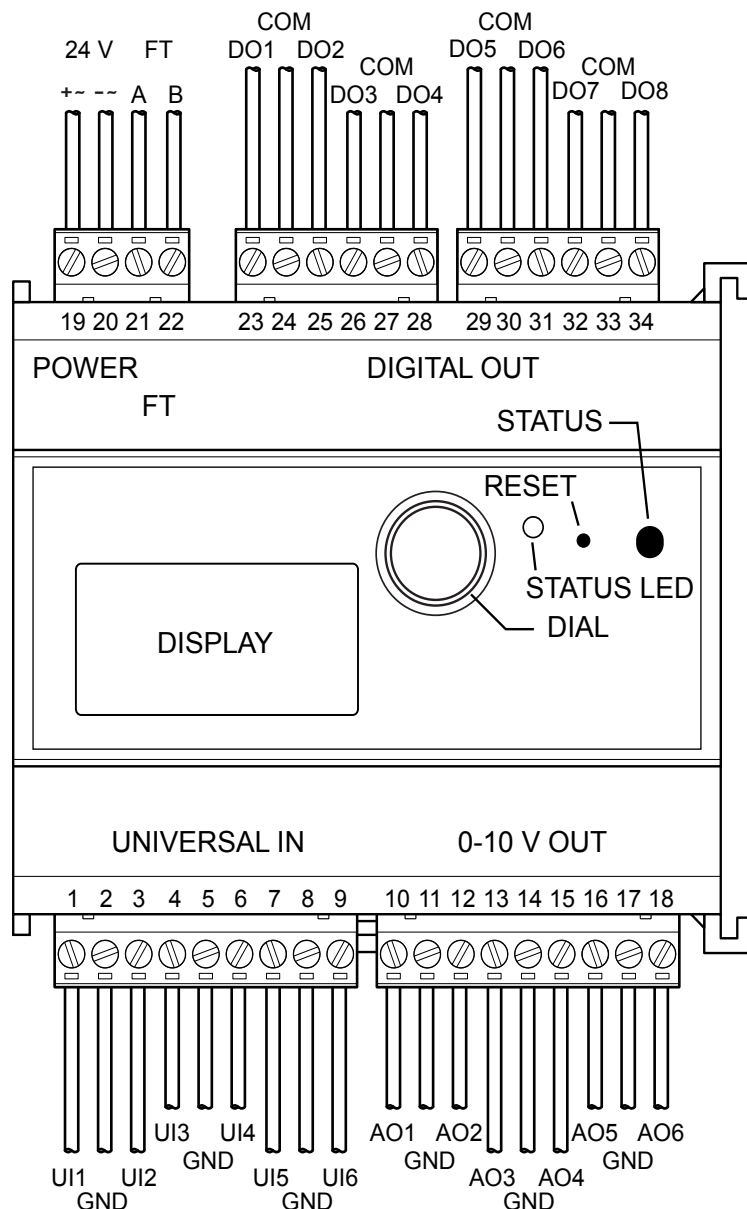 COM COM
24 V FT DO1 DO2 COM DO5 DO6 COM
+~ -~ A B DO3 DO4 DO7 DO8
19 20 21 22 23 24 25 26 27 28 29 30 31 32 33 34
POWER DIGITAL OUT
FT
STATUS
RESET
STATUS LED
DIAL
DISPLAY
UNIVERSAL IN 0-10 V OUT
1 2 3 4 5 6 7 8 9 10 11 12 13 14 15 16 17 18
UI3 UI4 AO1 AO2 AO5 AO6
GND GND GND
UI1 UI2 UI5 UI6 AO3 AO4
GND GND GND